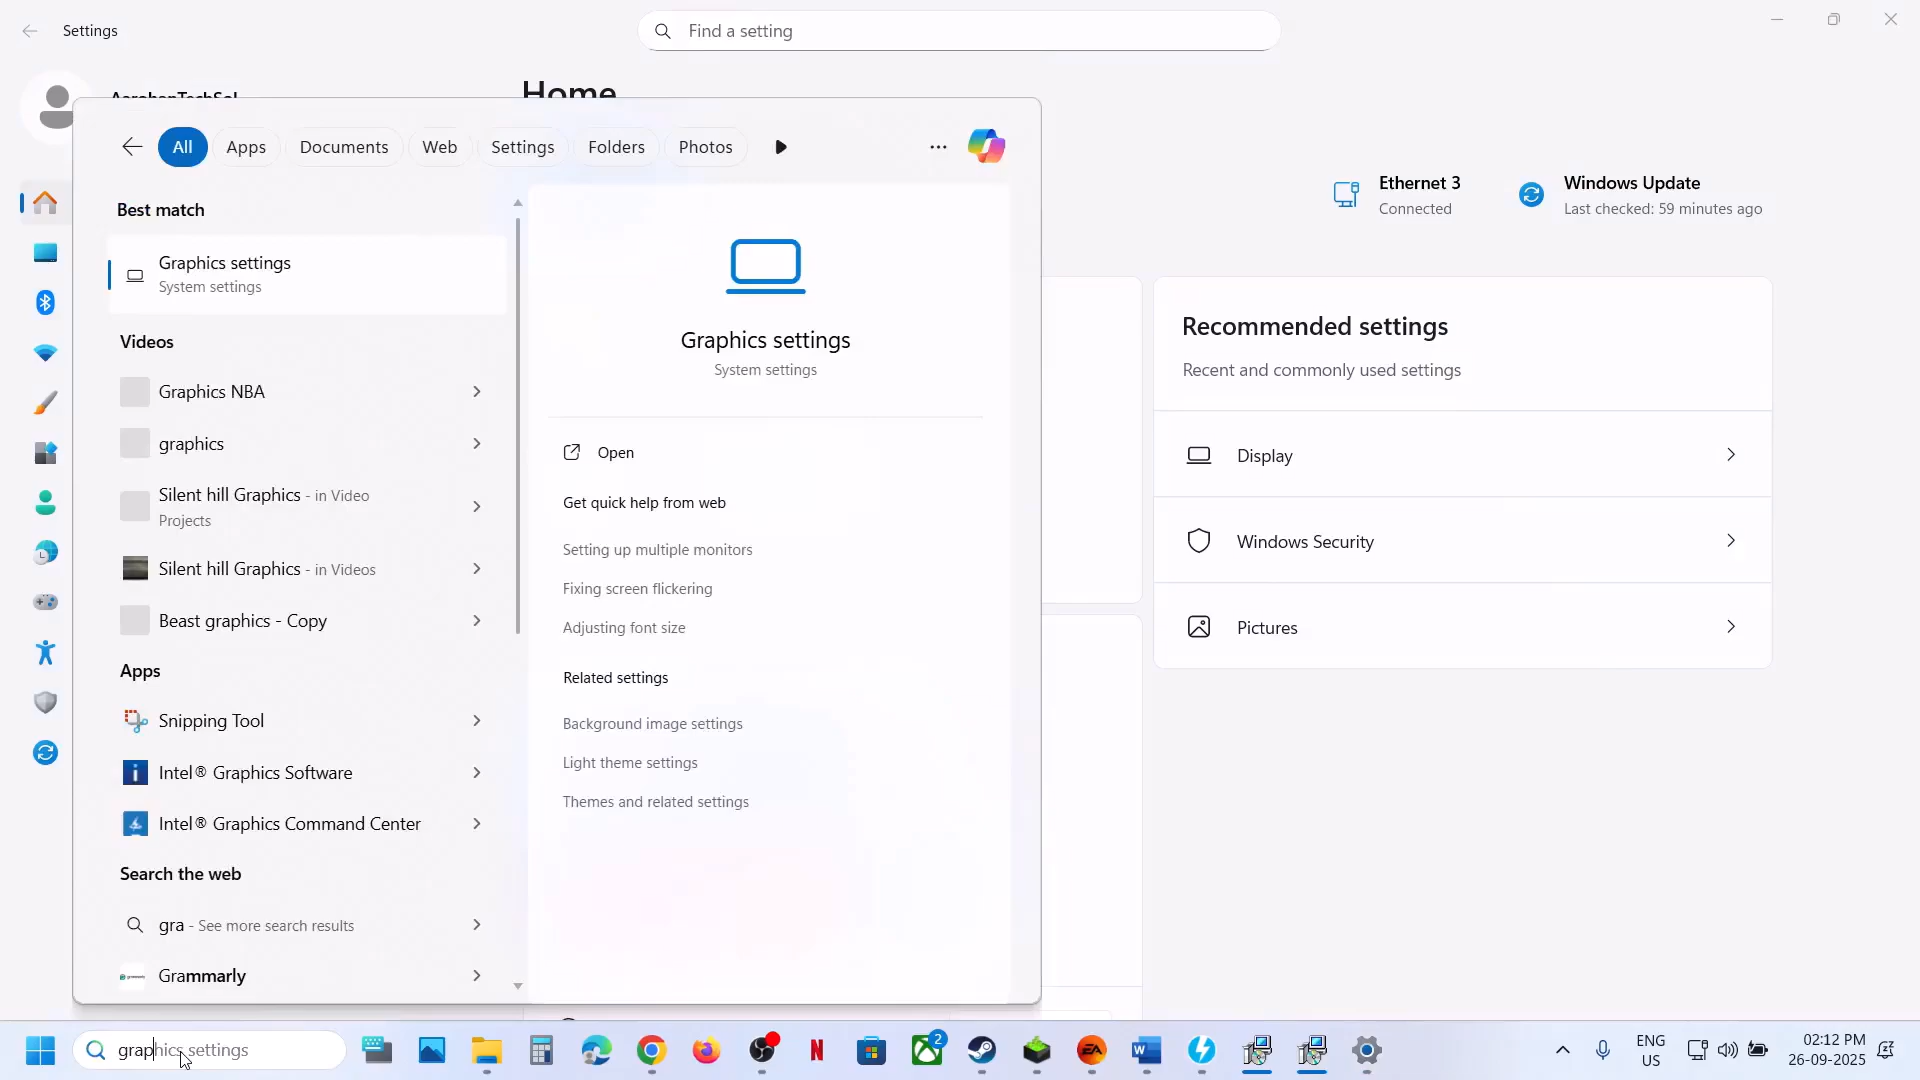 Settings
Find a setting
AarohanTechSol
Home
All
Apps
Documents
Web
Settings
Folders
Photos
Ethernet 3
Connected
Windows Update
Last checked: 59 minutes ago
Best match
Graphics settings
System settings
Videos
Graphics NBA
graphics
Silent hill Graphics - in Video
Projects
Silent hill Graphics - in Videos
Beast graphics - Copy
Apps
Snipping Tool
Intel® Graphics Software
Intel® Graphics Command Center
Search the web
gra - See more search results
Grammarly
Graphics settings
System settings
Open
Get quick help from web
Setting up multiple monitors
Fixing screen flickering
Adjusting font size
Related settings
Background image settings
Light theme settings
Themes and related settings
Recommended settings
Recent and commonly used settings
Display
Windows Security
Pictures
graphics settings
2
ENG
US
02:12 PM
26-09-2025